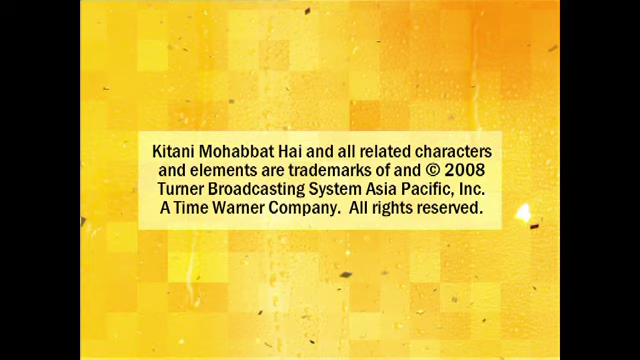 Kitani Mohabbat Hai and all related characters
and elements are trademarks of and © 2008
Turner Broadcasting System Asia Pacific, Inc.
A Time Warner Company.  All rights reserved.